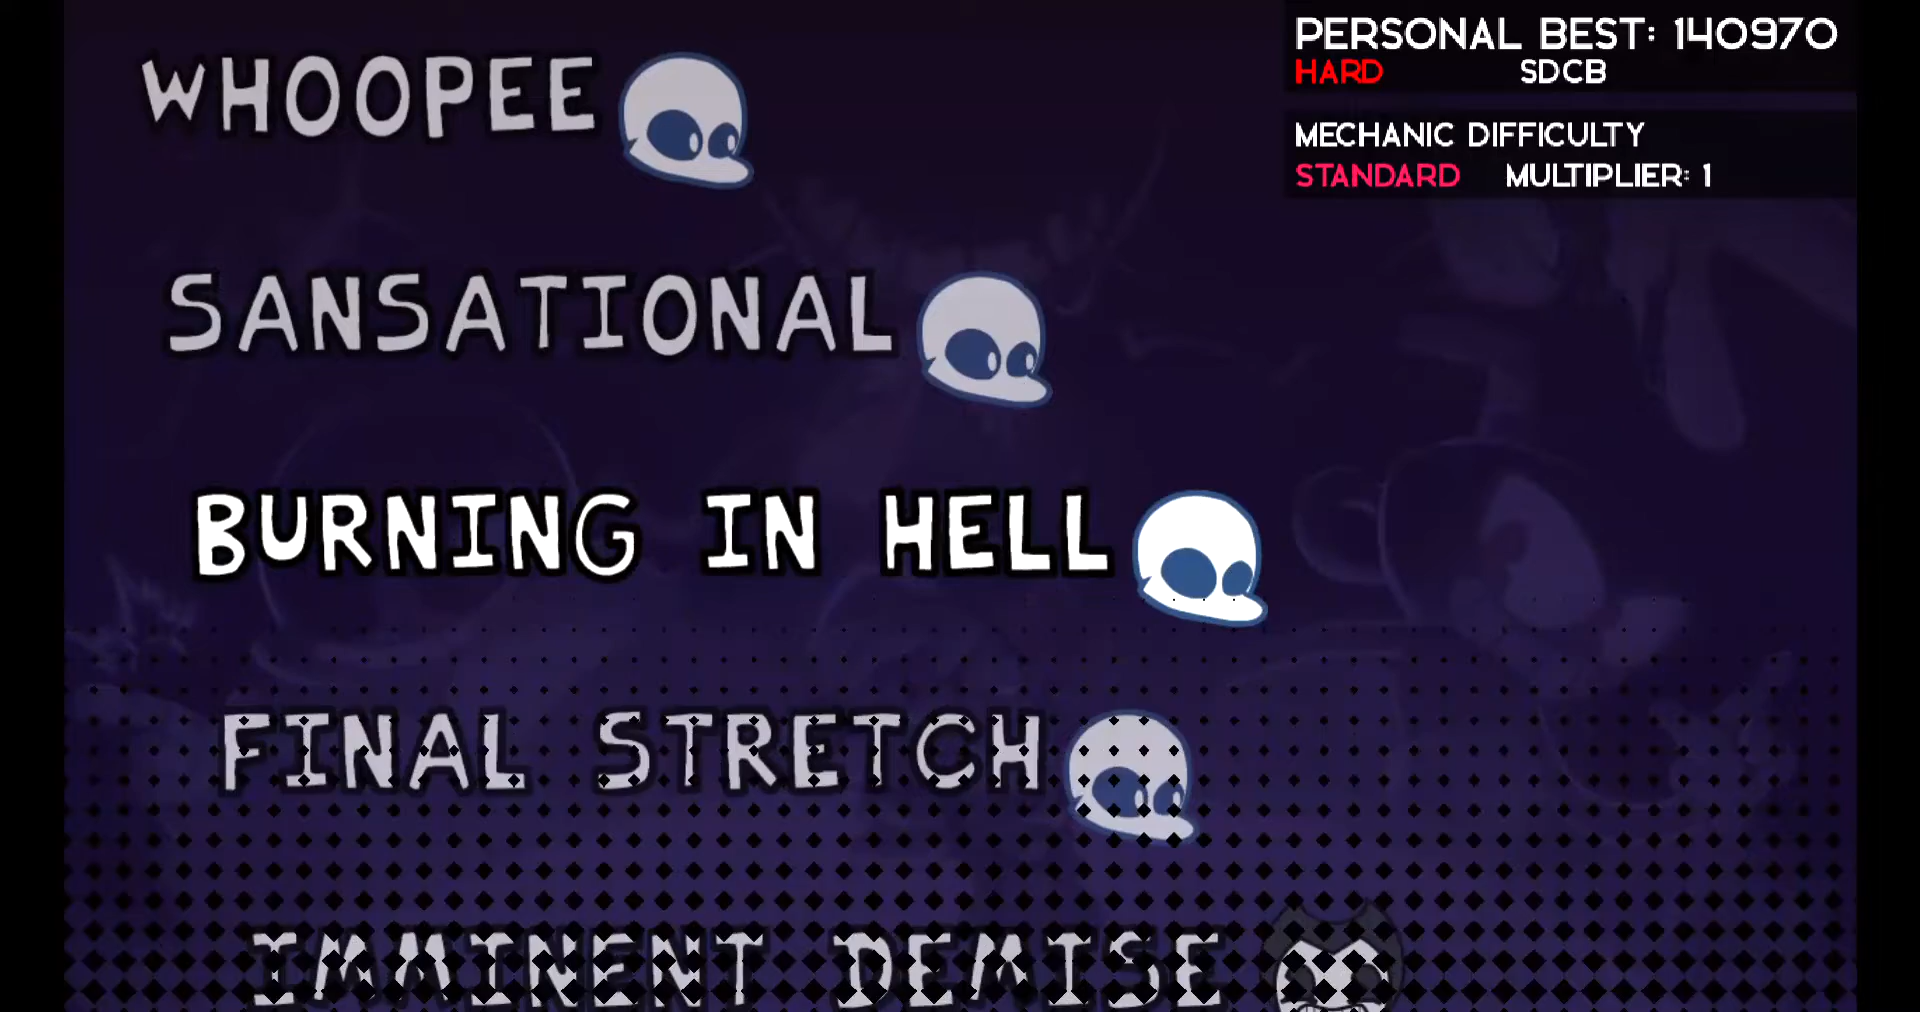 WHOOPEE
SANSATIONAL
BURNING IN HELL
FINAL STRETCH
IMMINENT DEMISE
PERSONAL BEST: 140970
HARD SDCB
MECHANIC DIFFICULTY
STANDARD MULTIPLIER: 1